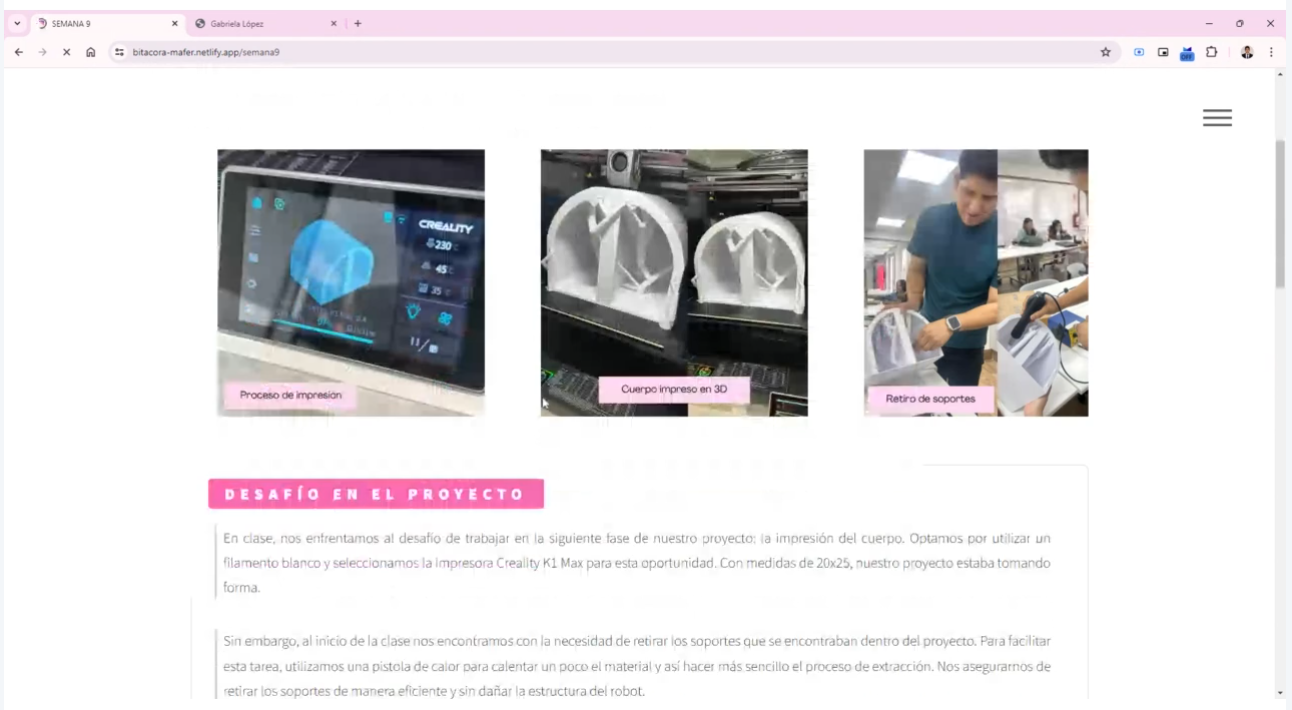 SEMANA 9
Gabriela López
bitacora-mafer.netlify.app/semana9
OFF
CREALITY
230
45
35
Proceso de impresión
Cuerpo impreso en 3D
Retiro de soportes
DESAFÍO EN EL PROYECTO
En clase, nos enfrentamos al desafío de trabajar en la siguiente fase de nuestro proyecto: la impresión del cuerpo. Optamos por utilizar un
filamento blanco y seleccionamos la impresora Creality K1 Max para esta oportunidad. Con medidas de 20x25, nuestro proyecto estaba tomando
forma.
Sin embargo, al inicio de la clase nos encontramos con la necesidad de retirar los soportes que se encontraban dentro del proyecto. Para facilitar
esta tarea, utilizamos una pistola de calor para calentar un poco el material y así hacer más sencillo el proceso de extracción. Nos aseguramos de
retirar los soportes de manera eficiente y sin dañar la estructura del robot.